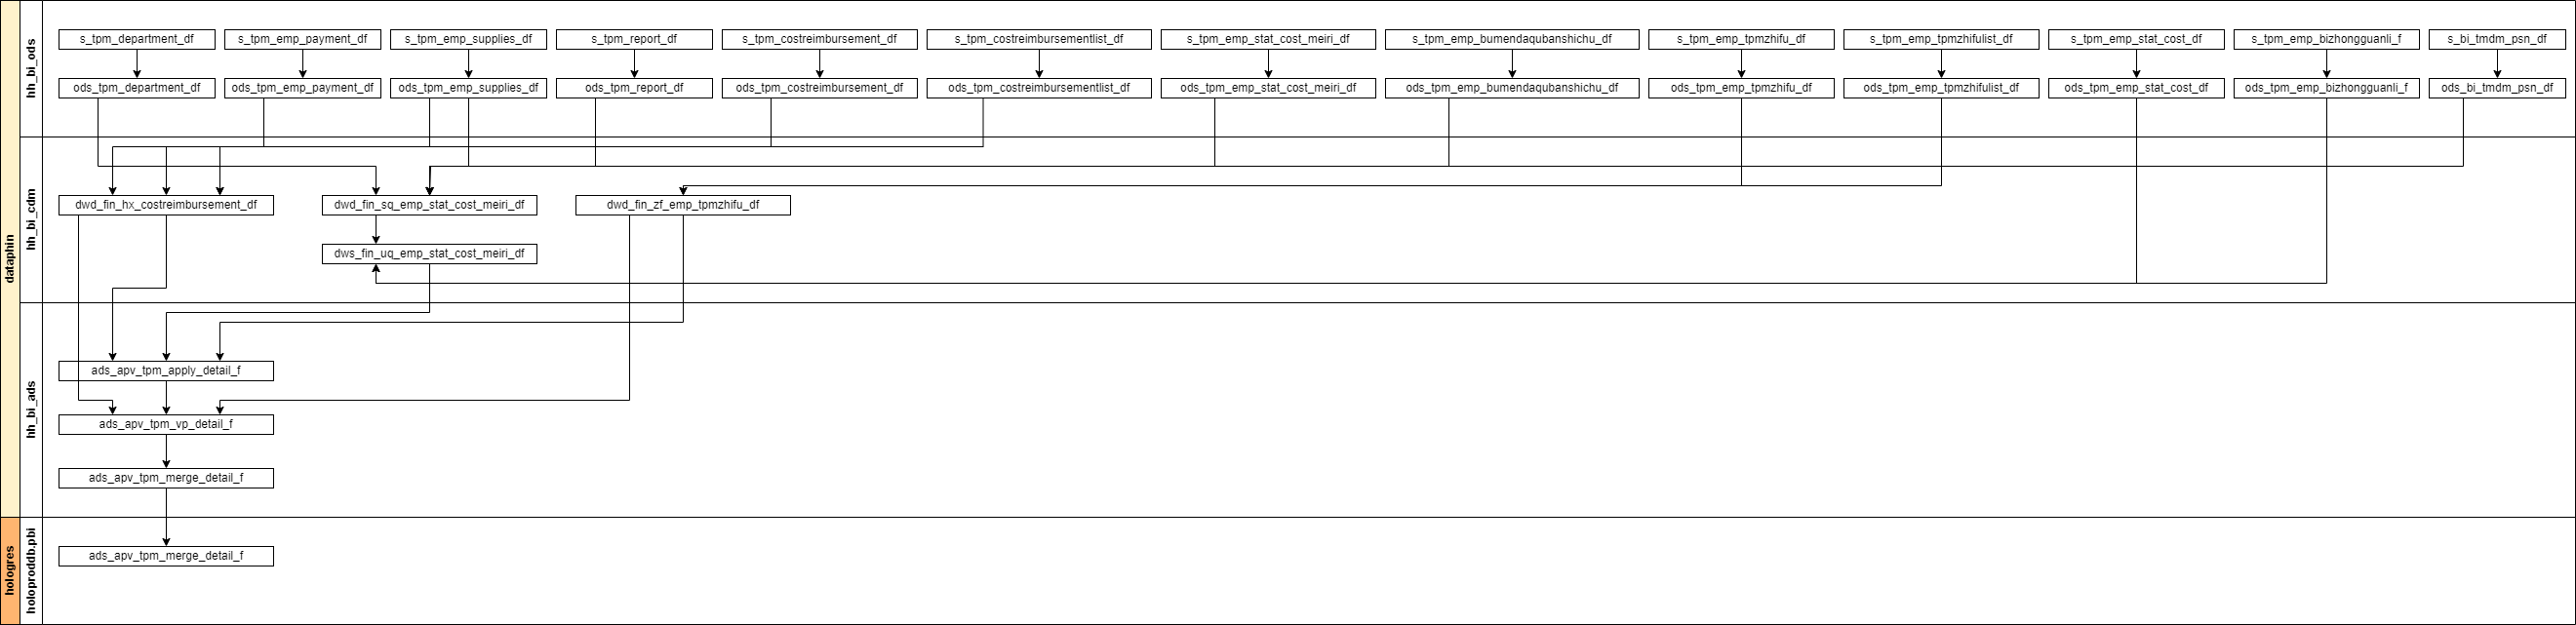 dataphin
hh_bi_ods
s_tpm_department_df
s_tpm_emp_payment_df
s_tpm_emp_supplies_df
s_tpm_report_df
s_tpm_costreimbursement_df
s_tpm_costreimbursementlist_df
s_tpm_emp_stat_cost_meiri_df
s_tpm_emp_bumendaqubanshichu_df
s_tpm_emp_tpmzhifu_df
s_tpm_emp_tpmzhifulist_df
s_tpm_emp_stat_cost_df
s_tpm_emp_bizhongguanli_f
s_bi_tmdm_psn_df
ods_tpm_department_df
ods_tpm_emp_payment_df
ods_tpm_emp_supplies_df
ods_tpm_report_df
ods_tpm_costreimbursement_df
ods_tpm_costreimbursementlist_df
ods_tpm_emp_stat_cost_meiri_df
ods_tpm_emp_bumendaqubanshichu_df
ods_tpm_emp_tpmzhifu_df
ods_tpm_emp_tpmzhifulist_df
ods_tpm_emp_stat_cost_df
ods_tpm_emp_bizhongguanli_f
ods_bi_tmdm_psn_df
hh_bi_cdm
dwd_fin_hx_costreimbursement_df
dwd_fin_sq_emp_stat_cost_meiri_df
dwd_fin_zf_emp_tpmzhifu_df
dws_fin_uq_emp_stat_cost_meiri_df
hh_bi_ads
ads_apv_tpm_apply_detail_f
ads_apv_tpm_vp_detail_f
ads_apv_tpm_merge_detail_f
hologres
holoproddb.pbi
ads_apv_tpm_merge_detail_f